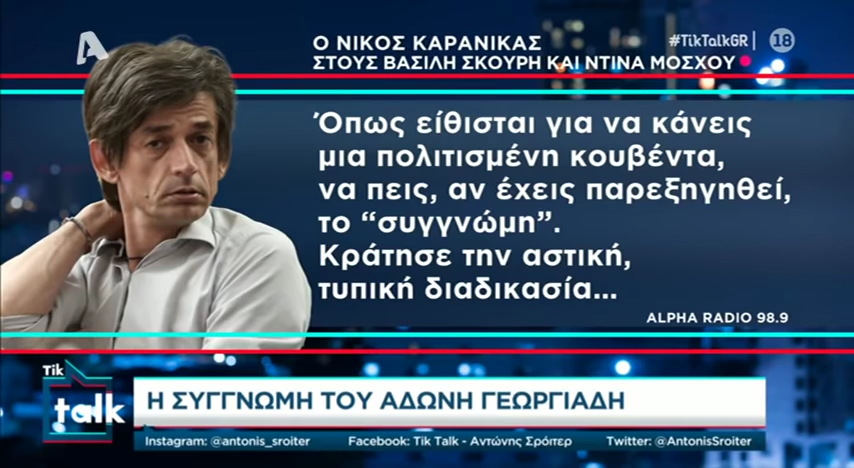 Ο ΝΙΚΟΣ ΚΑΡΑΝΙΚΑΣ
#TikTalkGR | 18
ΣΤΟΥΣ ΒΑΣΙΛΗ ΣΚΟΥΡΗ ΚΑΙ ΝΤΙΝΑ ΜΟΣΧΟΥ
Όπως είθισται για να κάνεις
μια πολιτισμένη κουβέντα,
να πεις, αν έχεις παρεξηγηθεί,
το “συγγνώμη”.
Κράτησε την αστική,
τυπική διαδικασία...
ALPHA RADIO 98.9
Tik
talk
Η ΣΥΓΓΝΩΜΗ ΤΟΥ ΑΔΩΝΗ ΓΕΩΡΓΙΑΔΗ
Instagram: @antonis_sroiter Facebook: Tik Talk - Αντώνης Σρόιτερ Twitter: @AntonisSroiter